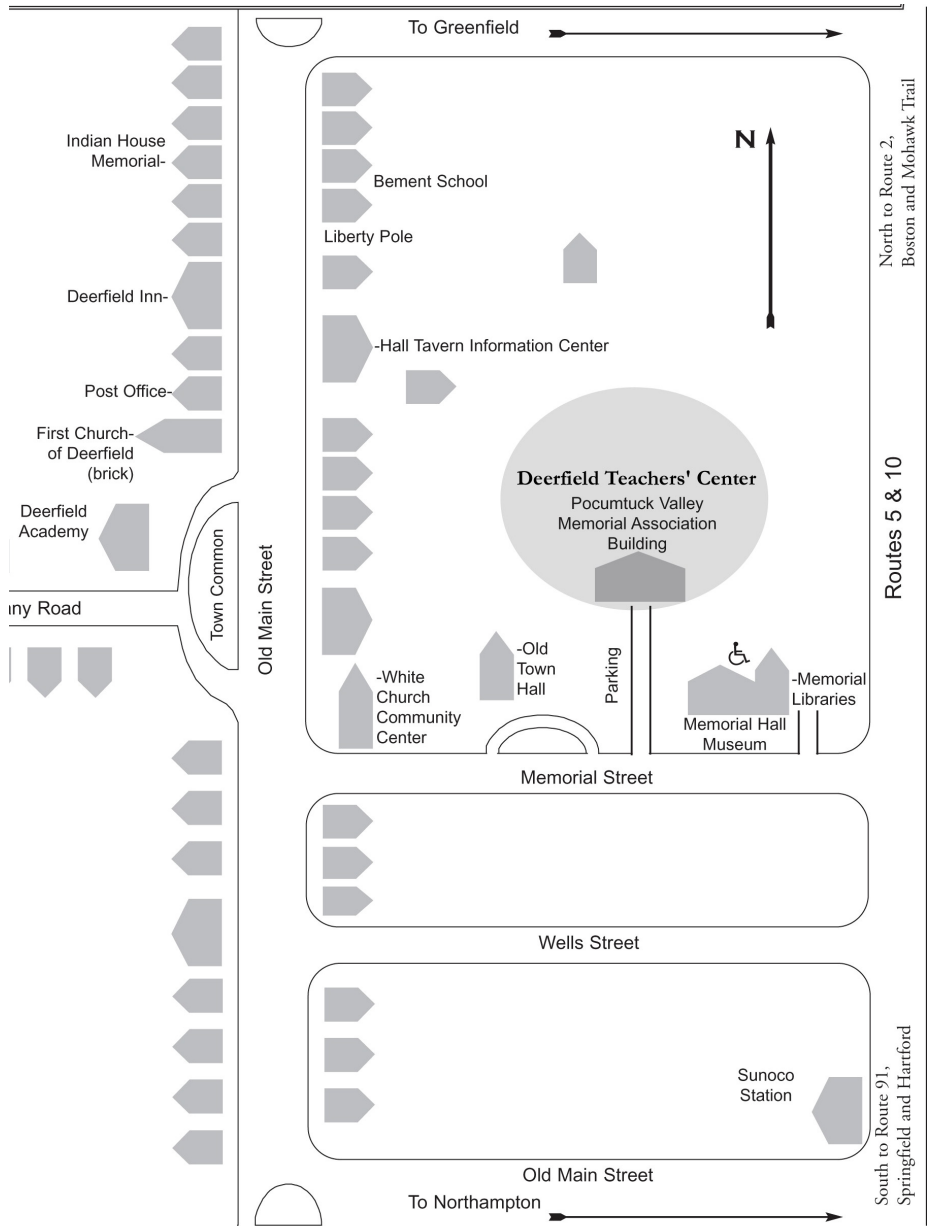 To Greenfield
North to Route 2,
Boston and Mohawk Trail
N
Indian House
Memorial-
Bement School
Liberty Pole
Deerfield Inn-
-Hall Tavern Information Center
Post Office-
First Church-
of Deerfield
(brick)
Deerfield
Academy
Deerfield Teachers' Center
Pocumtuck Valley
Memorial Association
Building
Routes 5 & 10
Town Common
Old Main Street
ny Road
-Old
Town
Hall
Parking
-White
Church
Community
Center
-Memorial
Libraries
Memorial Hall
Museum
Memorial Street
Wells Street
Sunoco
Station
South to Route 91,
Springfield and Hartford
Old Main Street
To Northampton